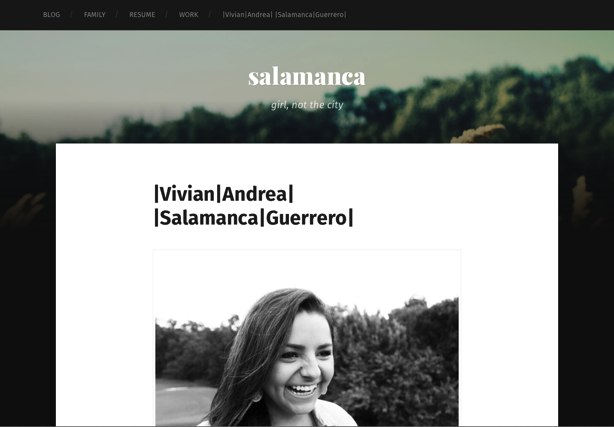 BLOG / FAMILY / RESUME / WORK / |Vivian|Andrea| |Salamanca|Guerrero|
salamanca
girl, not the city
|Vivian|Andrea|
|Salamanca|Guerrero|